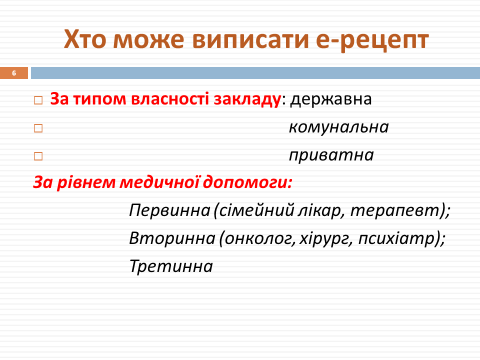 Хто може виписати е-рецепт
6
За типом власності закладу: державна
комунальна
приватна
За рівнем медичної допомоги:
Первинна (сімейний лікар, терапевт);
Вторинна (онколог, хірург, психіатр);
Третинна